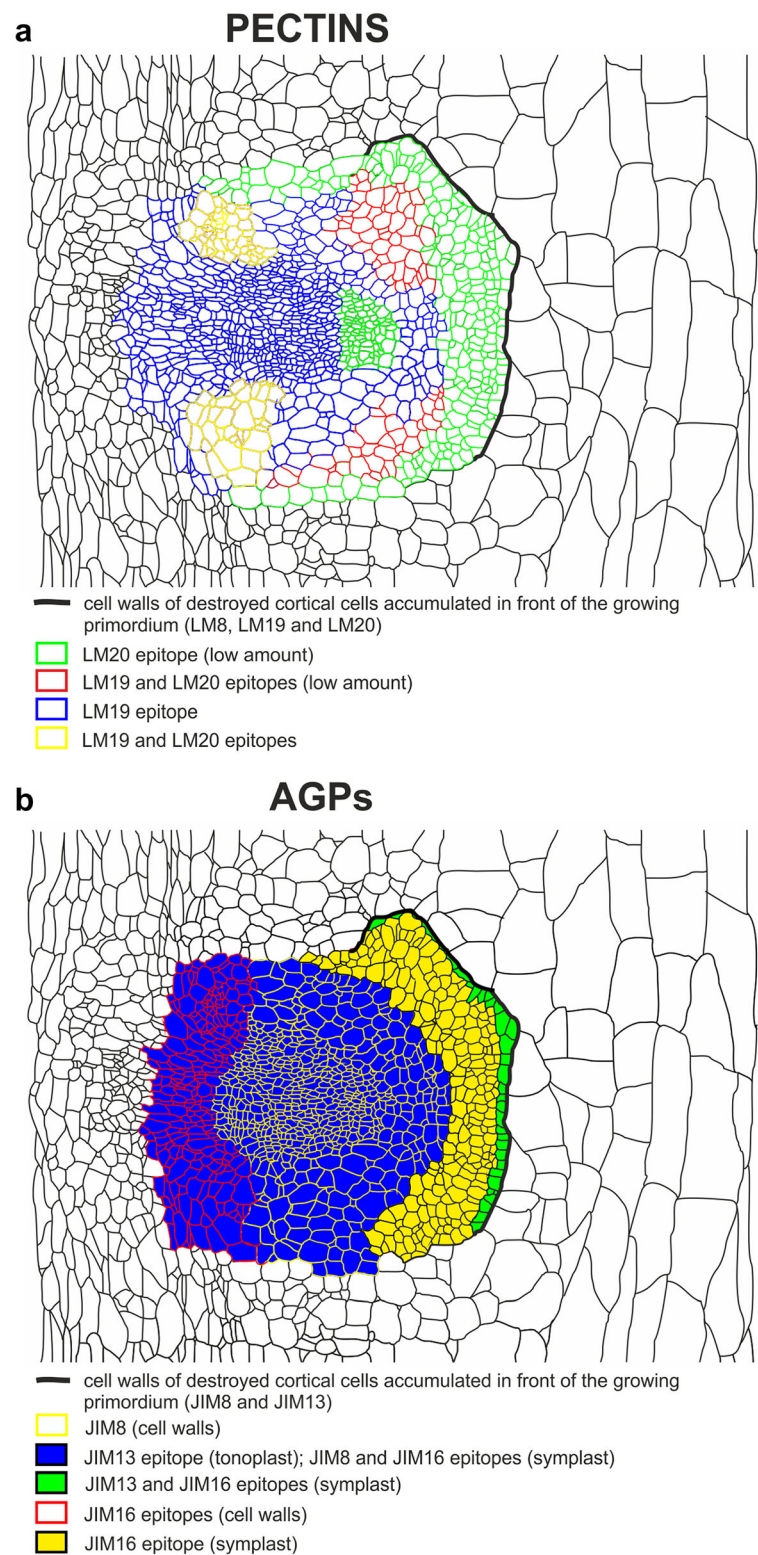 a
PECTINS
cell walls of destroyed cortical cells accumulated in front of the growing
primordium (LM8, LM19 and LM20)
LM20 epitope (low amount)
LM19 and LM20 epitopes (low amount)
LM19 epitope
LM19 and LM20 epitopes
b
AGPs
cell walls of destroyed cortical cells accumulated in front of the growing
primordium (JIM8 and JIM13)
JIM8 (cell walls)
JIM13 epitope (tonoplast); JIM8 and JIM16 epitopes (symplast)
JIM13 and JIM16 epitopes (symplast)
JIM16 epitopes (cell walls)
JIM16 epitope (symplast)